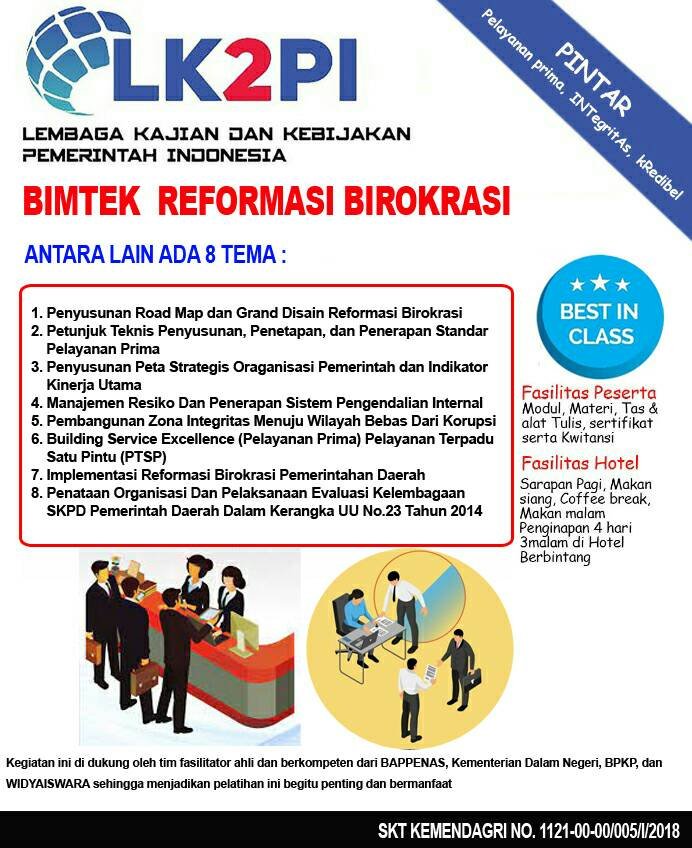 LK2PI
LEMBAGA KAJIAN DAN KEBIJAKAN
PEMERINTAH INDONESIA
PINTAR
Pelayanan prima, INTegritAs, kRedibel
BIMTEK REFORMASI BIROKRASI
ANTARA LAIN ADA 8 TEMA :
1. Penyusunan Road Map dan Grand Disain Reformasi Birokrasi
2. Petunjuk Teknis Penyusunan, Penetapan, dan Penerapan Standar
Pelayanan Prima
3. Penyusunan Peta Strategis Oraganisasi Pemerintah dan Indikator
Kinerja Utama
4. Manajemen Resiko Dan Penerapan Sistem Pengendalian Internal
5. Pembangunan Zona Integritas Menuju Wilayah Bebas Dari Korupsi
6. Building Service Excellence (Pelayanan Prima) Pelayanan Terpadu
Satu Pintu (PTSP)
7. Implementasi Reformasi Birokrasi Pemerintahan Daerah
8. Penataan Organisasi Dan Pelaksanaan Evaluasi Kelembagaan
SKPD Pemerintah Daerah Dalam Kerangka UU No.23 Tahun 2014
BEST IN
CLASS
Fasilitas Peserta
Modul, Materi, Tas &
alat Tulis, sertifikat
serta Kwitansi
Fasilitas Hotel
Sarapan Pagi, Makan
siang, Coffee break,
Makan malam
Penginapan 4 hari
3malam di Hotel
Berbintang
Kegiatan ini di dukung oleh tim fasilitator ahli dan berkompeten dari BAPPENAS, Kementerian Dalam Negeri, BPKP, dan
WIDYAISWARA sehingga menjadikan pelatihan ini begitu penting dan bermanfaat
SKT KEMENDAGRI NO. 1121-00-00/005/I/2018